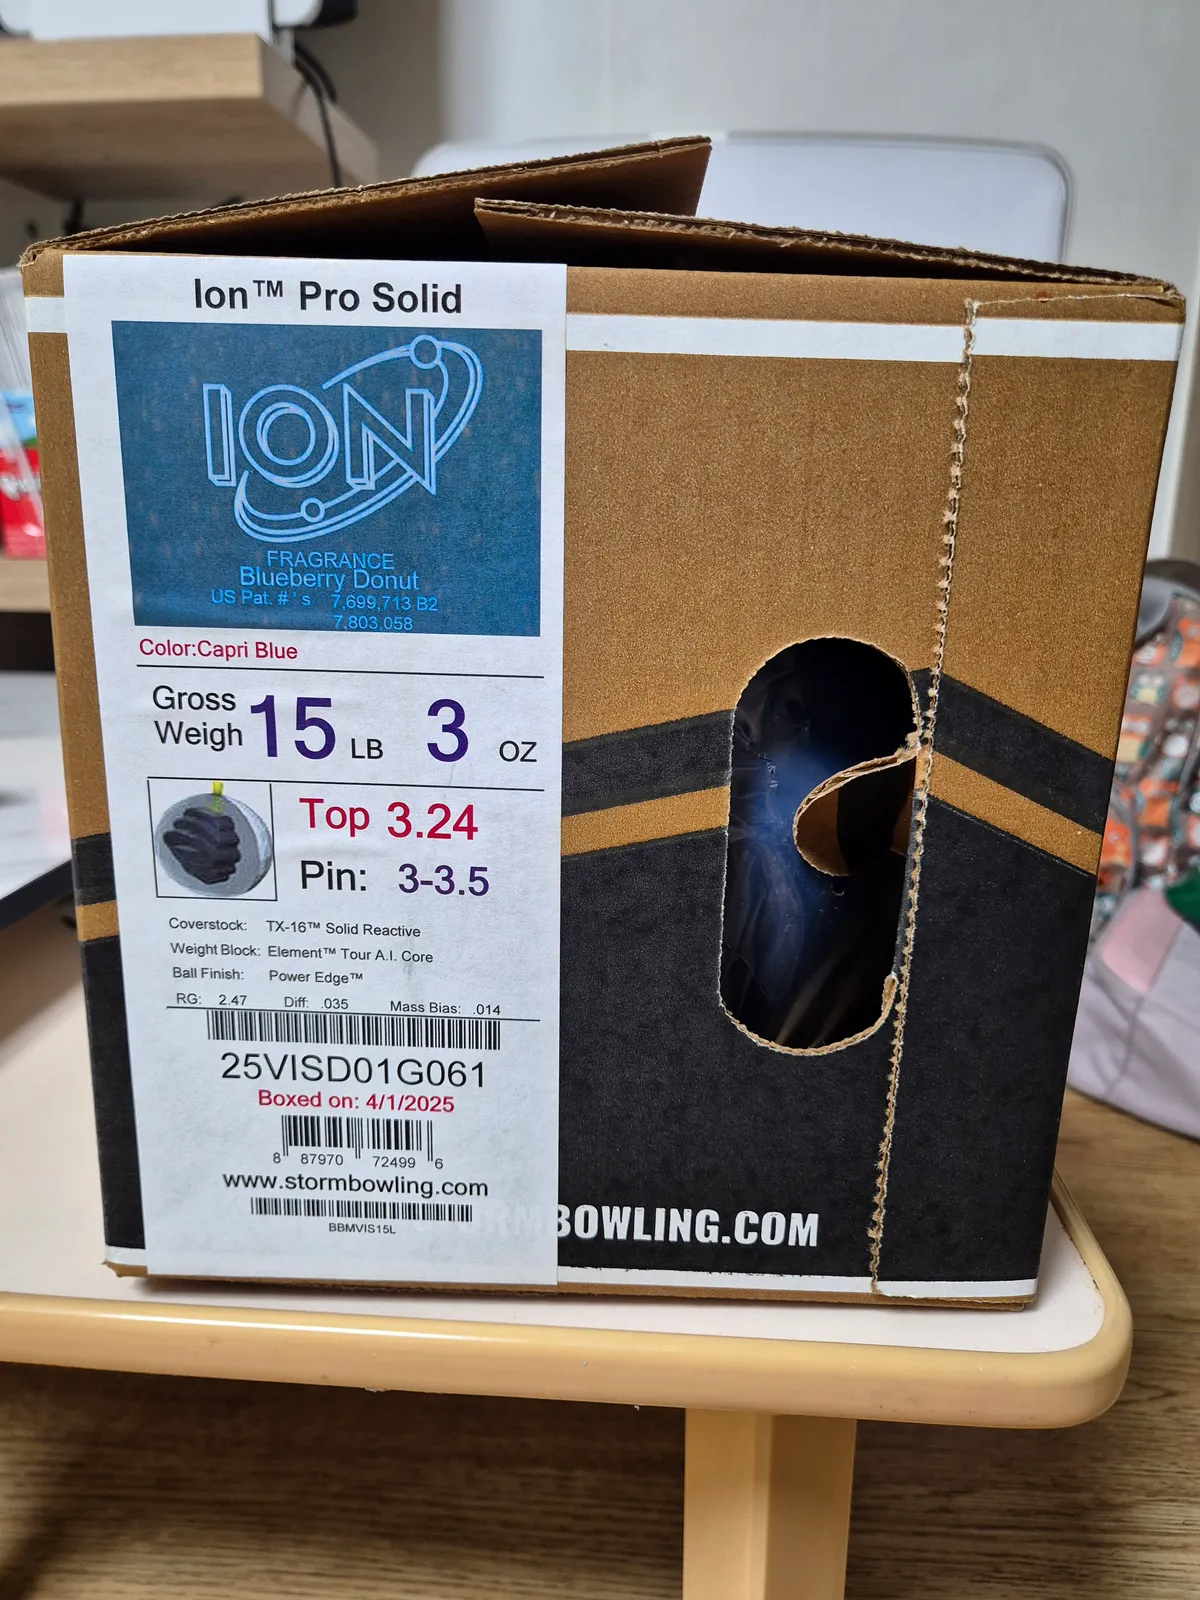 Ion™ Pro Solid
ION
FRAGRANCE
Blueberry Donut
US Pat. # ' s 7,699,713 B2
7,803,058
Color:Capri Blue
Gross Weigh 15 LB 3 OZ
Top 3.24
Pin: 3-3.5
Coverstock: TX-16™ Solid Reactive
Weight Block: Element™ Tour A.I. Core
Ball Finish: Power Edge™
RG: 2.47 Diff: .035 Mass Bias: .014
25VISD01G061
Boxed on: 4/1/2025
8 87970 72499 6
www.stormbowling.com
BBMVIS15L
RMBOWLING.COM